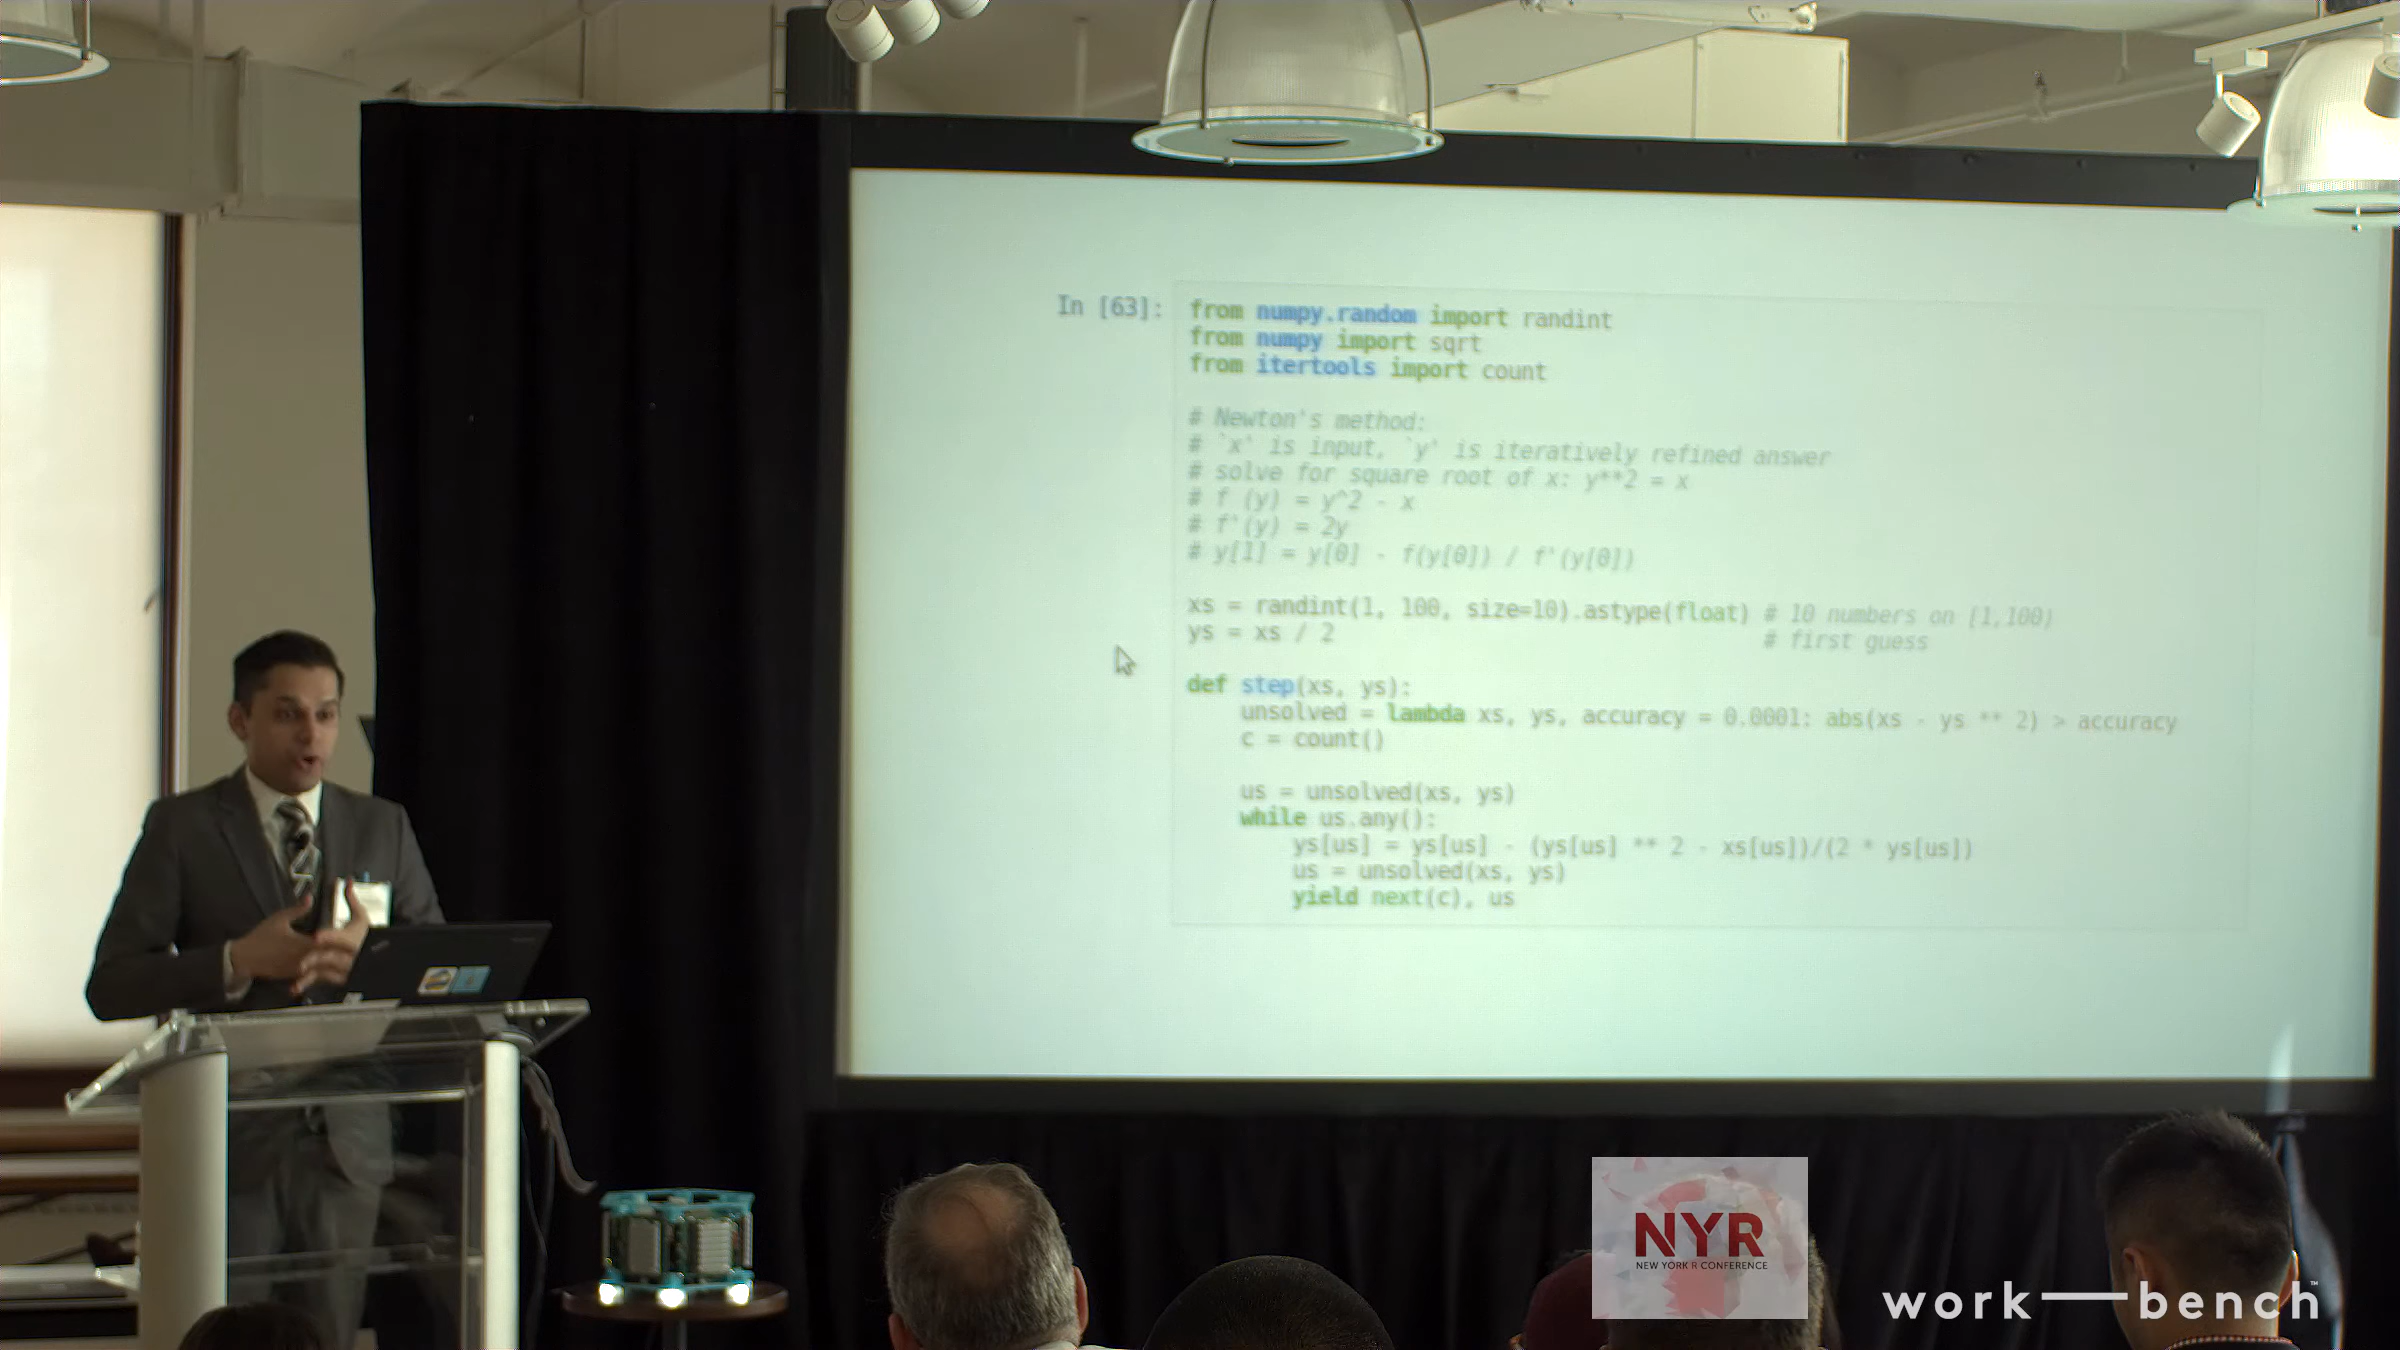 In [63]:
from numpy.random import randint
from numpy import sqrt
from itertools import count
# Newton's method:
# `x' is input, `y' is iteratively refined answer
# solve for square root of x: y**2 = x
# f (y) = y^2 - x
# f'(y) = 2y
# y[1] = y[0] - f(y[0]) / f'(y[0])
xs = randint(1, 100, size=10).astype(float) # 10 numbers on [1,100)
ys = xs / 2 # first guess
def step(xs, ys):
unsolved = lambda xs, ys, accuracy = 0.0001: abs(xs - ys ** 2) > accuracy
c = count()
us = unsolved(xs, ys)
while us.any():
ys[us] = ys[us] - (ys[us] ** 2 - xs[us])/(2 * ys[us])
us = unsolved(xs, ys)
yield next(c), us
NYR
NEW YORK R CONFERENCE
work—bench™